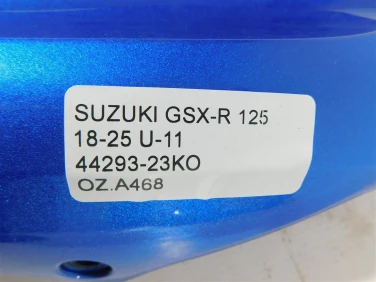 SUZUKI GSX-R 125
18-25 U-11
44293-23KO
OZ.A468